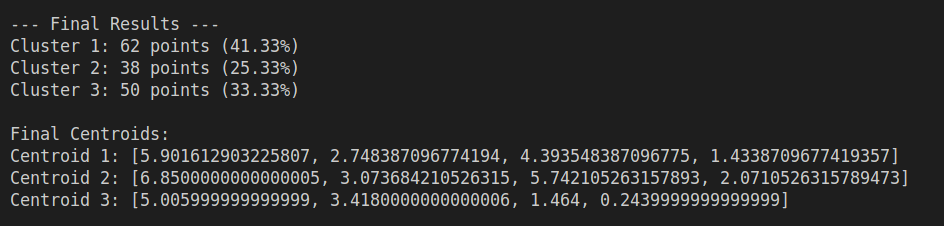 --- Final Results ---
Cluster 1: 62 points (41.33%)
Cluster 2: 38 points (25.33%)
Cluster 3: 50 points (33.33%)
Final Centroids:
Centroid 1: [5.901612903225807, 2.748387096774194, 4.393548387096775, 1.4338709677419357]
Centroid 2: [6.8500000000000005, 3.073684210526315, 5.742105263157893, 2.0710526315789473]
Centroid 3: [5.005999999999999, 3.4180000000000006, 1.464, 0.2439999999999999]